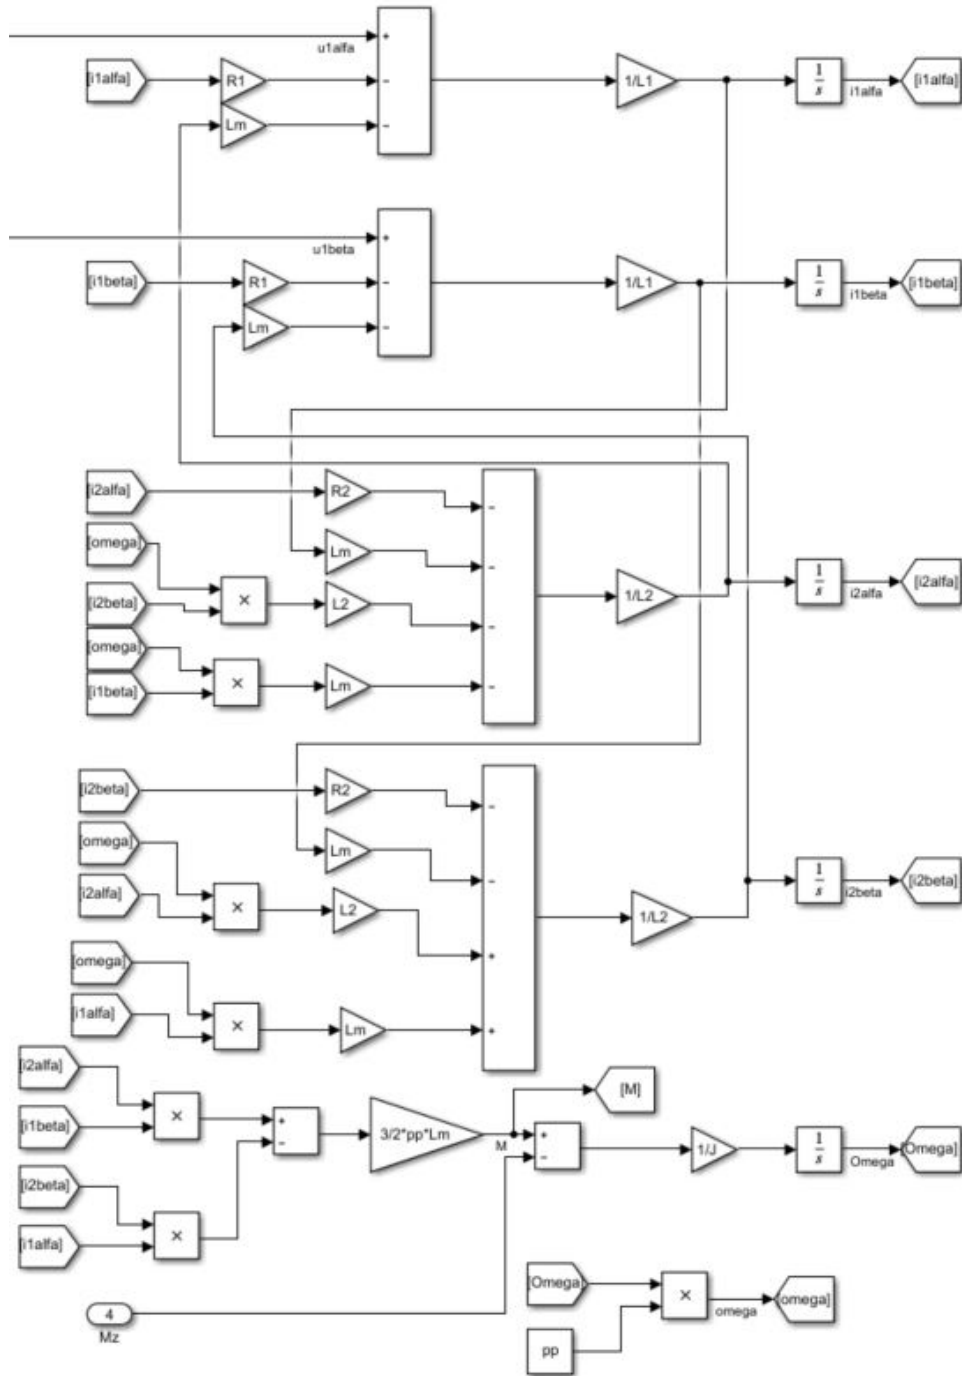 u1alfa
+
[i1alfa]
R1
−
1/L1
1
s
i1alfa
[i1alfa]
Lm
−
u1beta
+
[i1beta]
R1
−
1/L1
1
s
i1beta
[i1beta]
Lm
−
[i2alfa]
R2
−
[omega]
Lm
−
[i2beta]
×
L2
−
1/L2
1
s
i2alfa
[i2alfa]
[omega]
[i1beta]
×
Lm
−
[i2beta]
R2
−
[omega]
Lm
−
[i2alfa]
×
L2
+
1/L2
1
s
i2beta
[i2beta]
[omega]
[i1alfa]
×
Lm
+
[i2alfa]
[i1beta]
×
+
−
3/2*pp*Lm
M
[M]
+
−
1/J
1
s
Omega
[Omega]
[i2beta]
[i1alfa]
×
4
Mz
[Omega]
pp
×
omega
[omega]